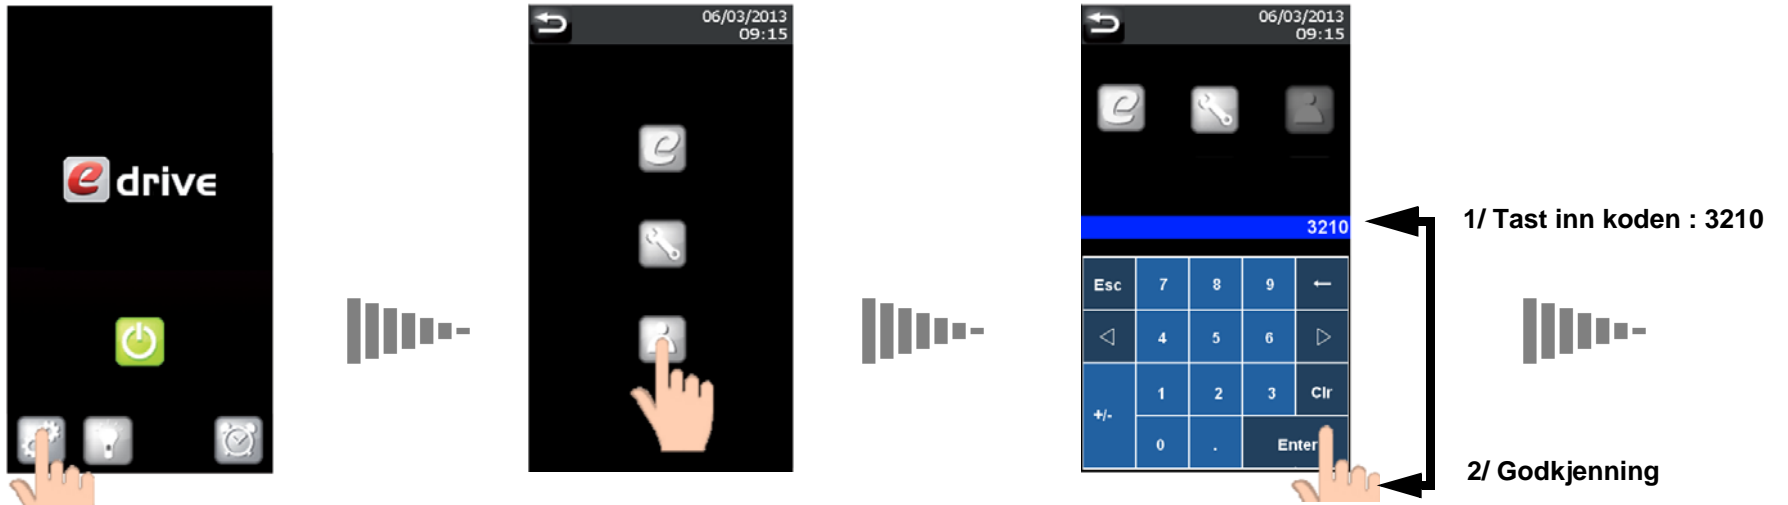 e drive
06/03/2013
09:15
e
06/03/2013
09:15
e
3210
Esc 7 8 9 ←
◁ 4 5 6 ▷
+/- 1 2 3 Clr
0 . Enter
1/ Tast inn koden : 3210
2/ Godkjenning